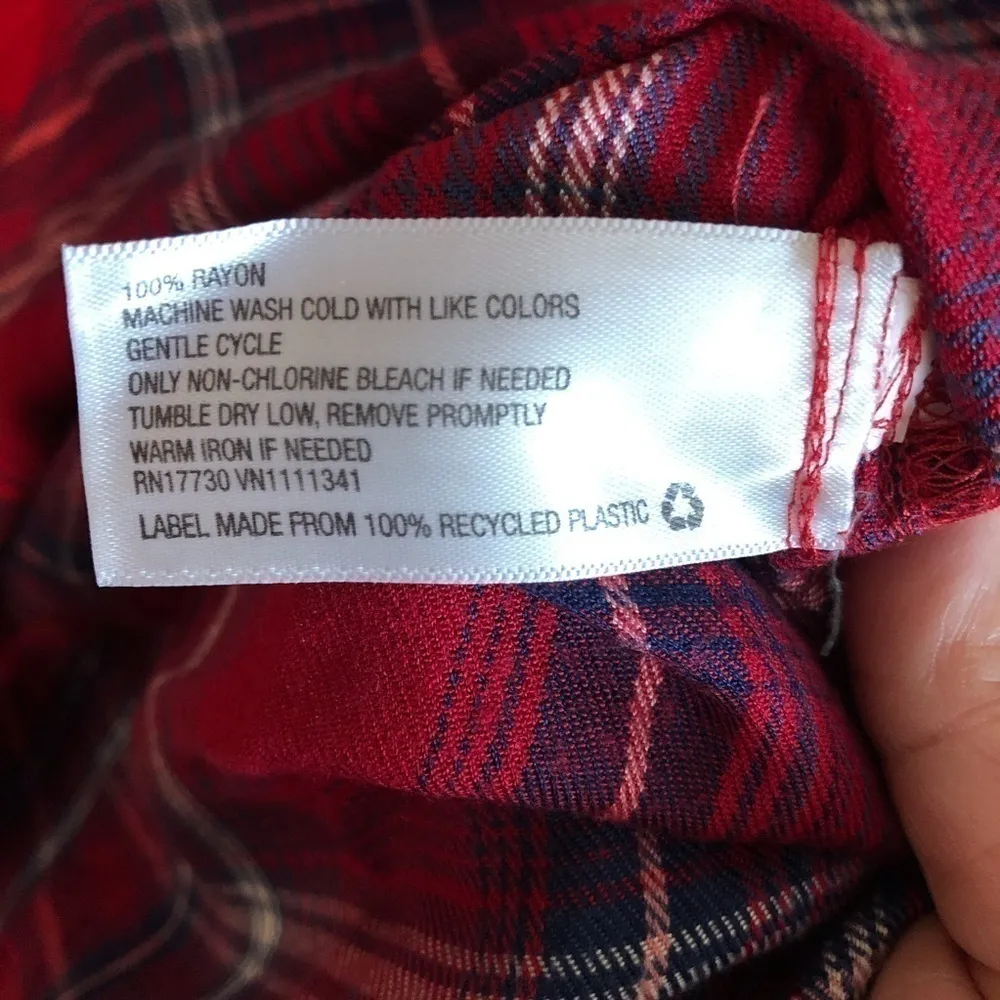 100% RAYON
MACHINE WASH COLD WITH LIKE COLORS
GENTLE CYCLE
ONLY NON-CHLORINE BLEACH IF NEEDED
TUMBLE DRY LOW, REMOVE PROMPTLY
WARM IRON IF NEEDED
RN17730 VN1111341
LABEL MADE FROM 100% RECYCLED PLASTIC